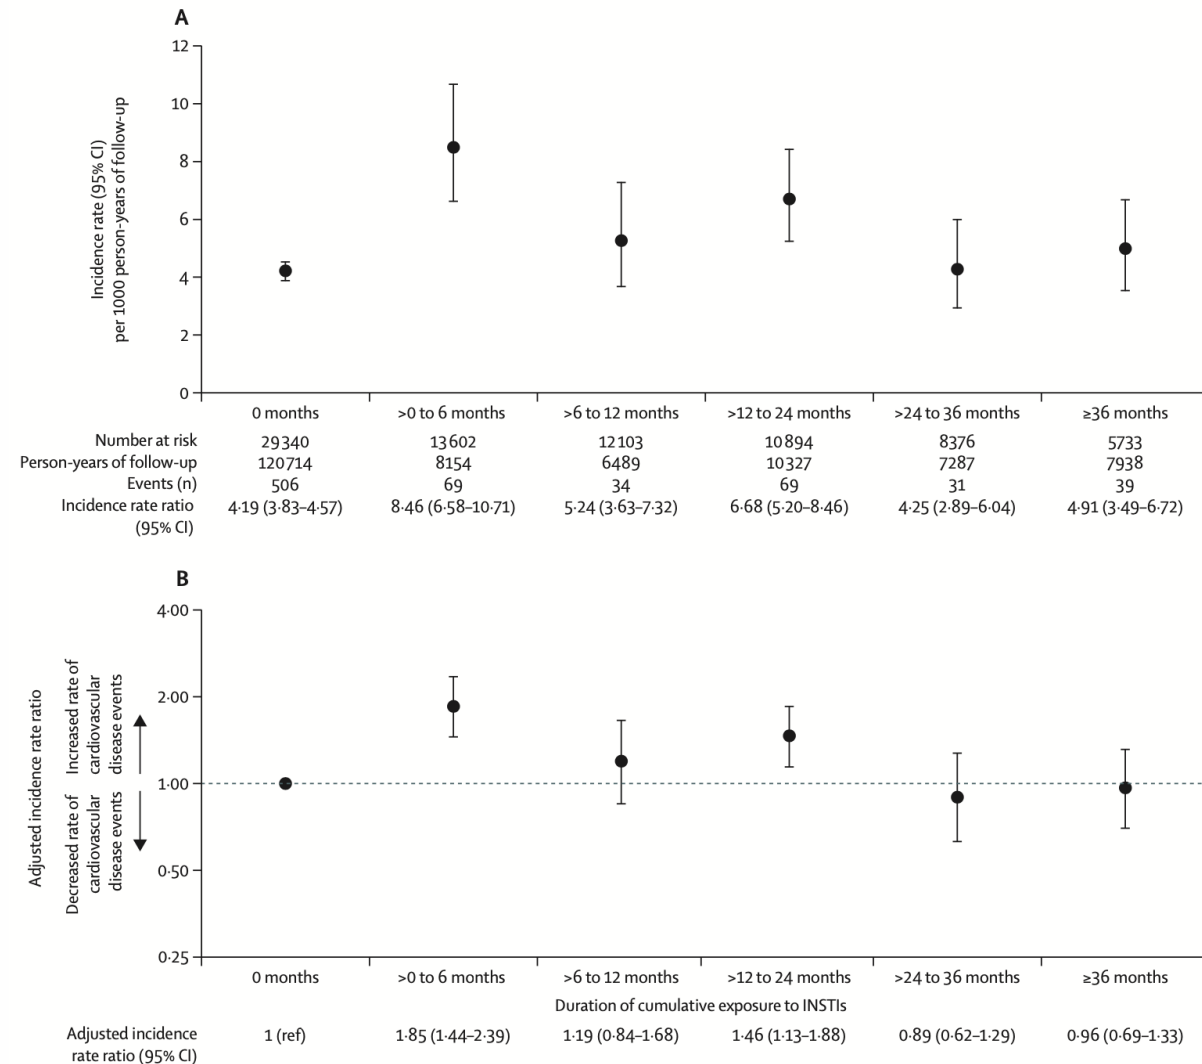 A
12
10
8
6
4
2
0
Incidence rate (95% CI)
per 1000 person-years of follow-up
0 months >0 to 6 months >6 to 12 months >12 to 24 months >24 to 36 months ≥36 months
Number at risk 29340 13602 12103 10894 8376 5733
Person-years of follow-up 120714 8154 6489 10327 7287 7938
Events (n) 506 69 34 69 31 39
Incidence rate ratio 4·19 (3·83–4·57) 8·46 (6·58–10·71) 5·24 (3·63–7·32) 6·68 (5·20–8·46) 4·25 (2·89–6·04) 4·91 (3·49–6·72)
(95% CI)
B
4·00
2·00
1·00
0·50
0·25
Adjusted incidence rate ratio
Increased rate of
cardiovascular
disease events
Decreased rate of
cardiovascular
disease events
0 months >0 to 6 months >6 to 12 months >12 to 24 months >24 to 36 months ≥36 months
Duration of cumulative exposure to INSTIs
Adjusted incidence 1 (ref) 1·85 (1·44–2·39) 1·19 (0·84–1·68) 1·46 (1·13–1·88) 0·89 (0·62–1·29) 0·96 (0·69–1·33)
rate ratio (95% CI)